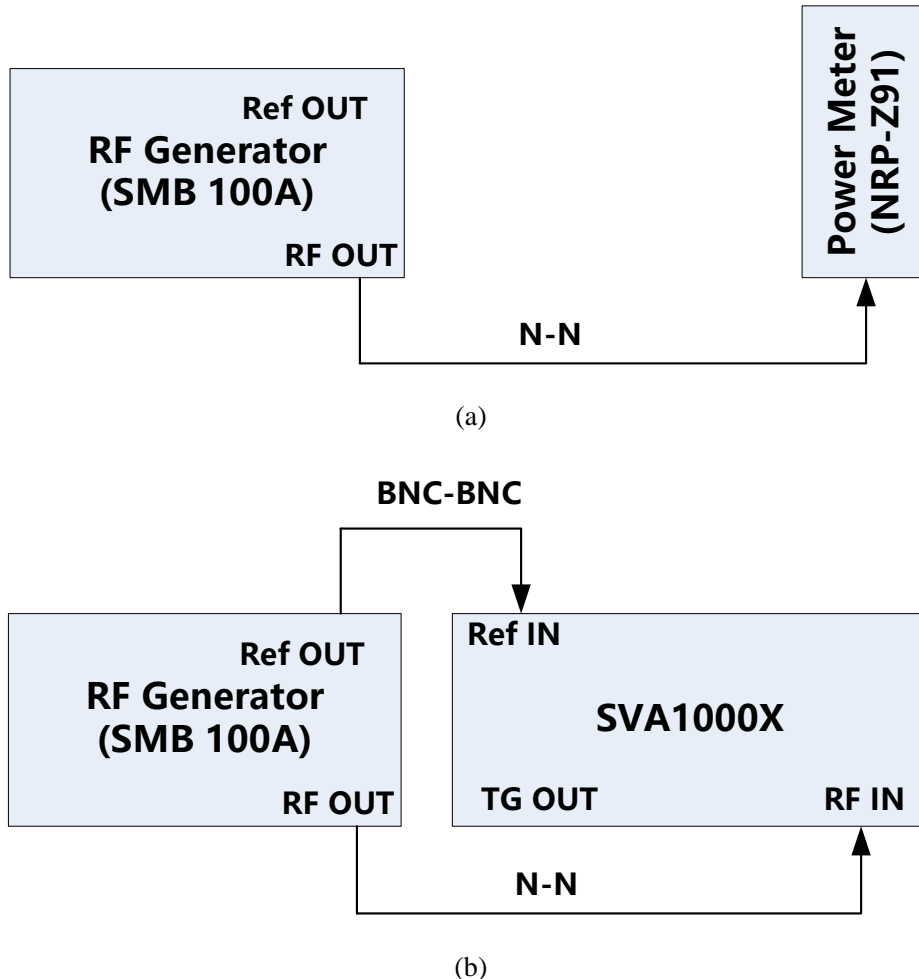 Ref OUT
RF Generator
(SMB 100A)
RF OUT
Power Meter
(NRP-Z91)
N-N
(a)
BNC-BNC
Ref OUT
RF Generator
(SMB 100A)
RF OUT
Ref IN
SVA1000X
TG OUT
RF IN
N-N
(b)